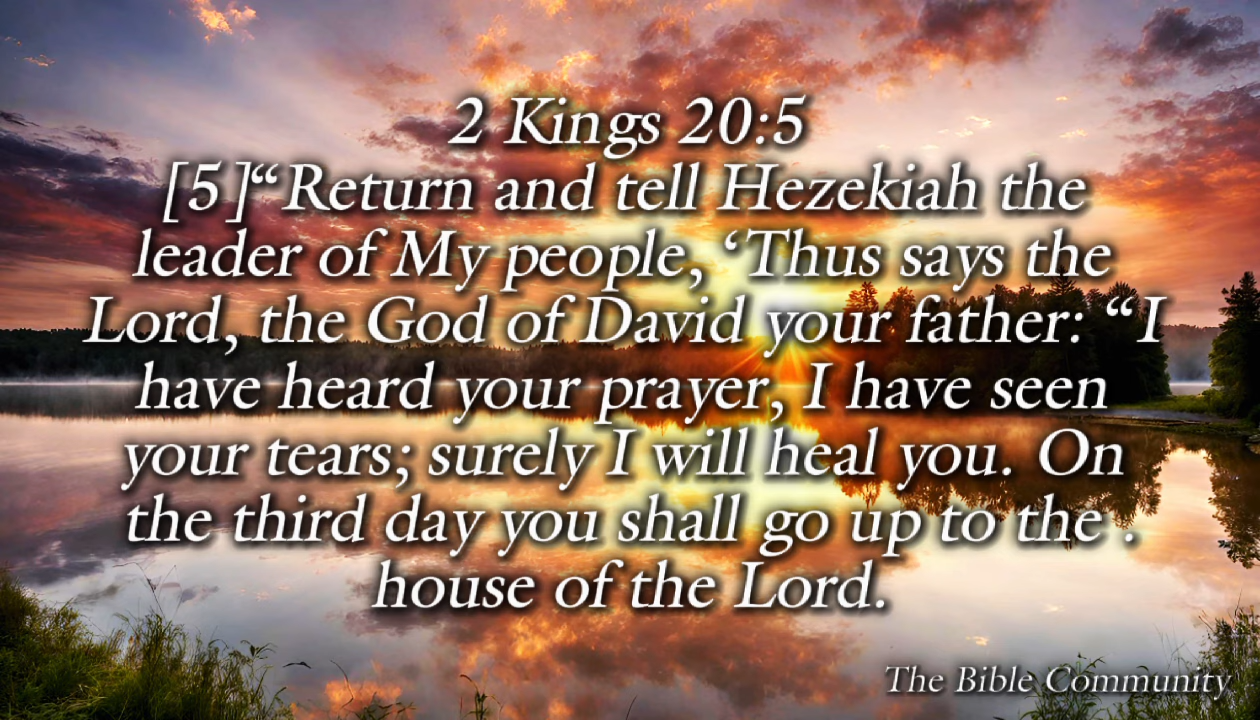 2 Kings 20:5
[5]“Return and tell Hezekiah the
leader of My people, ‘Thus says the
Lord, the God of David your father: “I
have heard your prayer, I have seen
your tears; surely I will heal you. On
the third day you shall go up to the .
house of the Lord.
The Bible Community